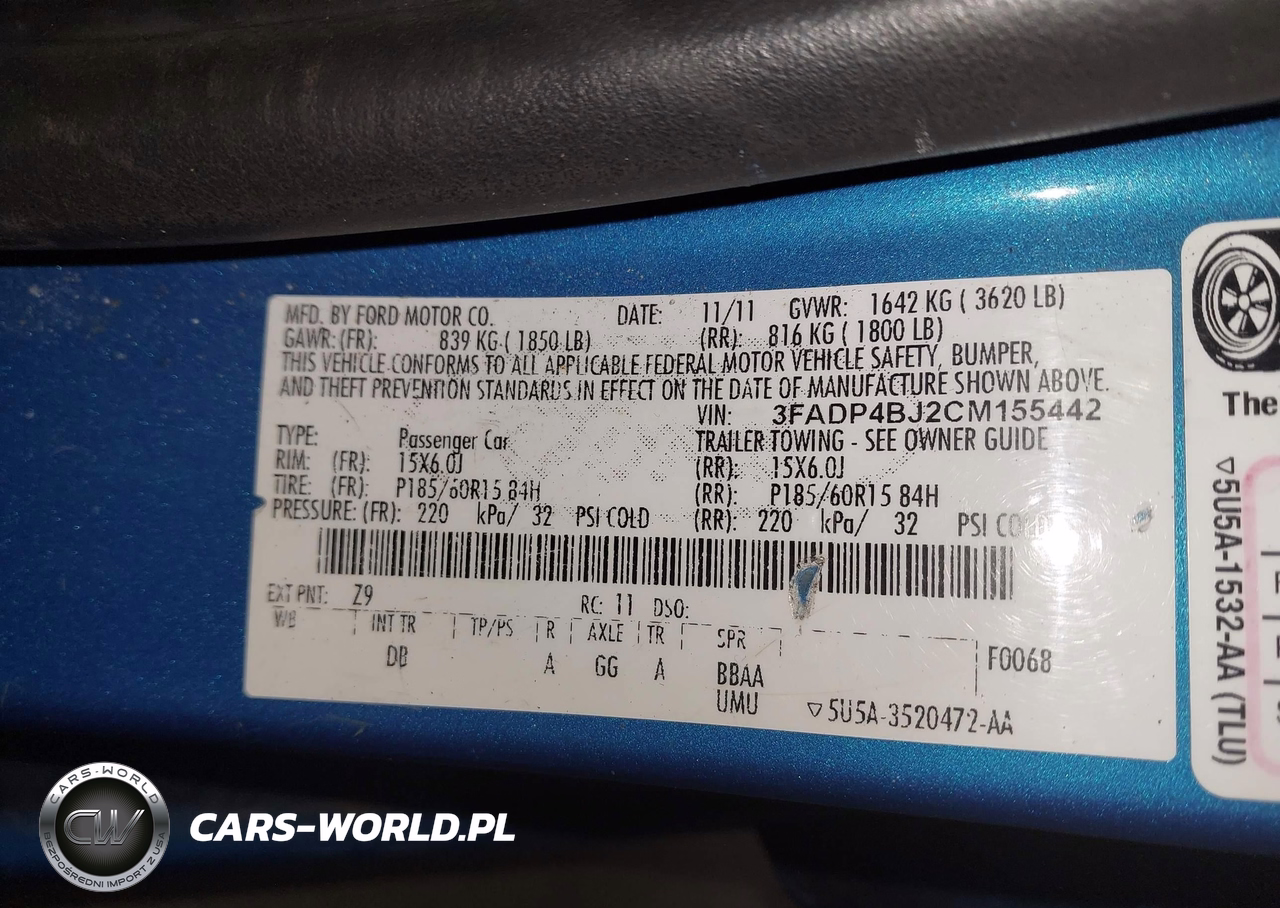 MFD. BY FORD MOTOR CO. DATE: 11/11 GVWR: 1642 KG ( 3620 LB)
GAWR: (FR): 839 KG ( 1850 LB) (RR): 816 KG ( 1800 LB)
THIS VEHICLE CONFORMS TO ALL APPLICABLE FEDERAL MOTOR VEHICLE SAFETY, BUMPER,
AND THEFT PREVENTION STANDARDS IN EFFECT ON THE DATE OF MANUFACTURE SHOWN ABOVE.
VIN: 3FADP4BJ2CM155442
TYPE: Passenger Car TRAILER TOWING - SEE OWNER GUIDE
RIM: (FR): 15X6.0J (RR): 15X6.0J
TIRE: (FR): P185/60R15 84H (RR): P185/60R15 84H
PRESSURE: (FR): 220 kPa/ 32 PSI COLD (RR): 220 kPa/ 32 PSI
EXT PNT: Z9 RC: 11 DSO:
WB INT TR TP/PS R AXLE TR SPR
DB A GG A BBAA F0068
UMU ▽5U5A-3520472-AA
The
▽5U5A-1532-AA (TLU)
CARS-WORLD
CW
BEZPOŚREDNI IMPORT Z USA
CARS-WORLD.PL